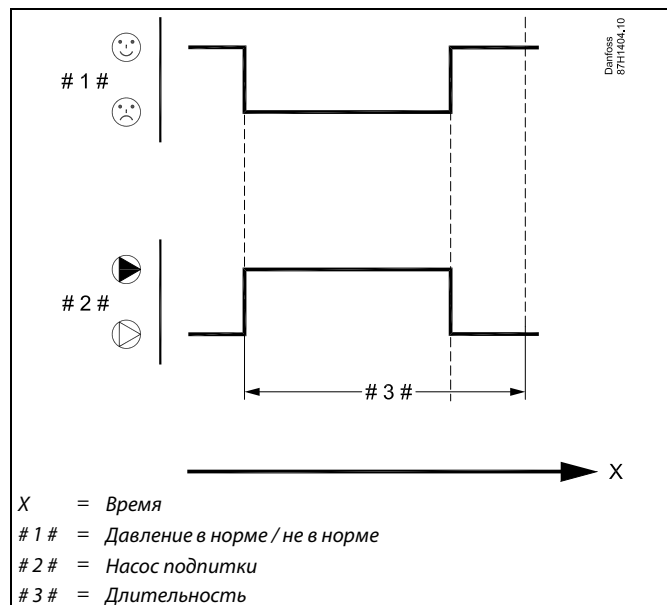 Danfoss
87H1404.10
# 1 #
# 2 #
# 3 #
X
X = Время
# 1 # = Давление в норме / не в норме
# 2 # = Насос подпитки
# 3 # = Длительность